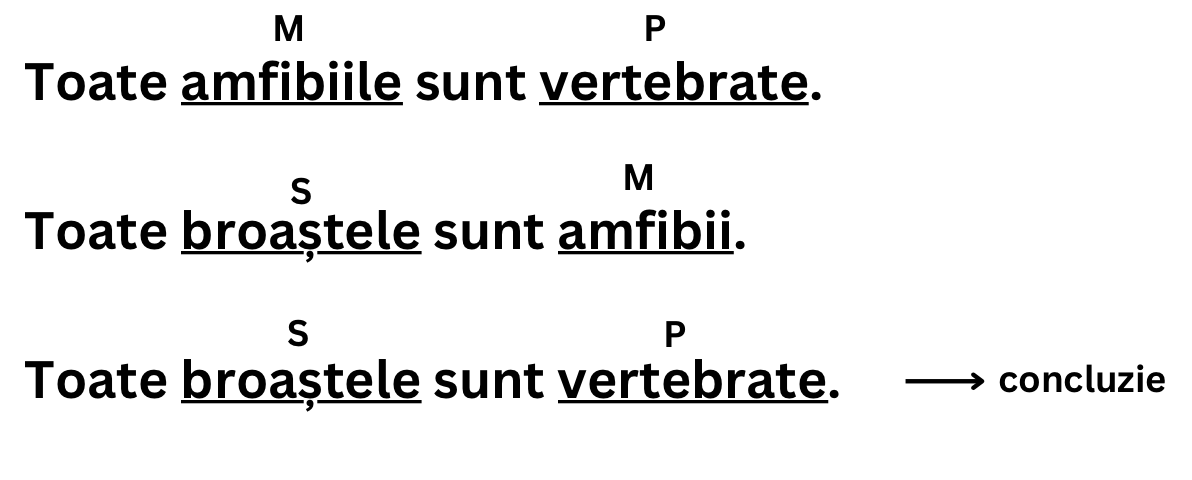 M P
Toate amfibiile sunt vertebrate.
S M
Toate broaștele sunt amfibii.
S P
Toate broaștele sunt vertebrate. ⟶ concluzie